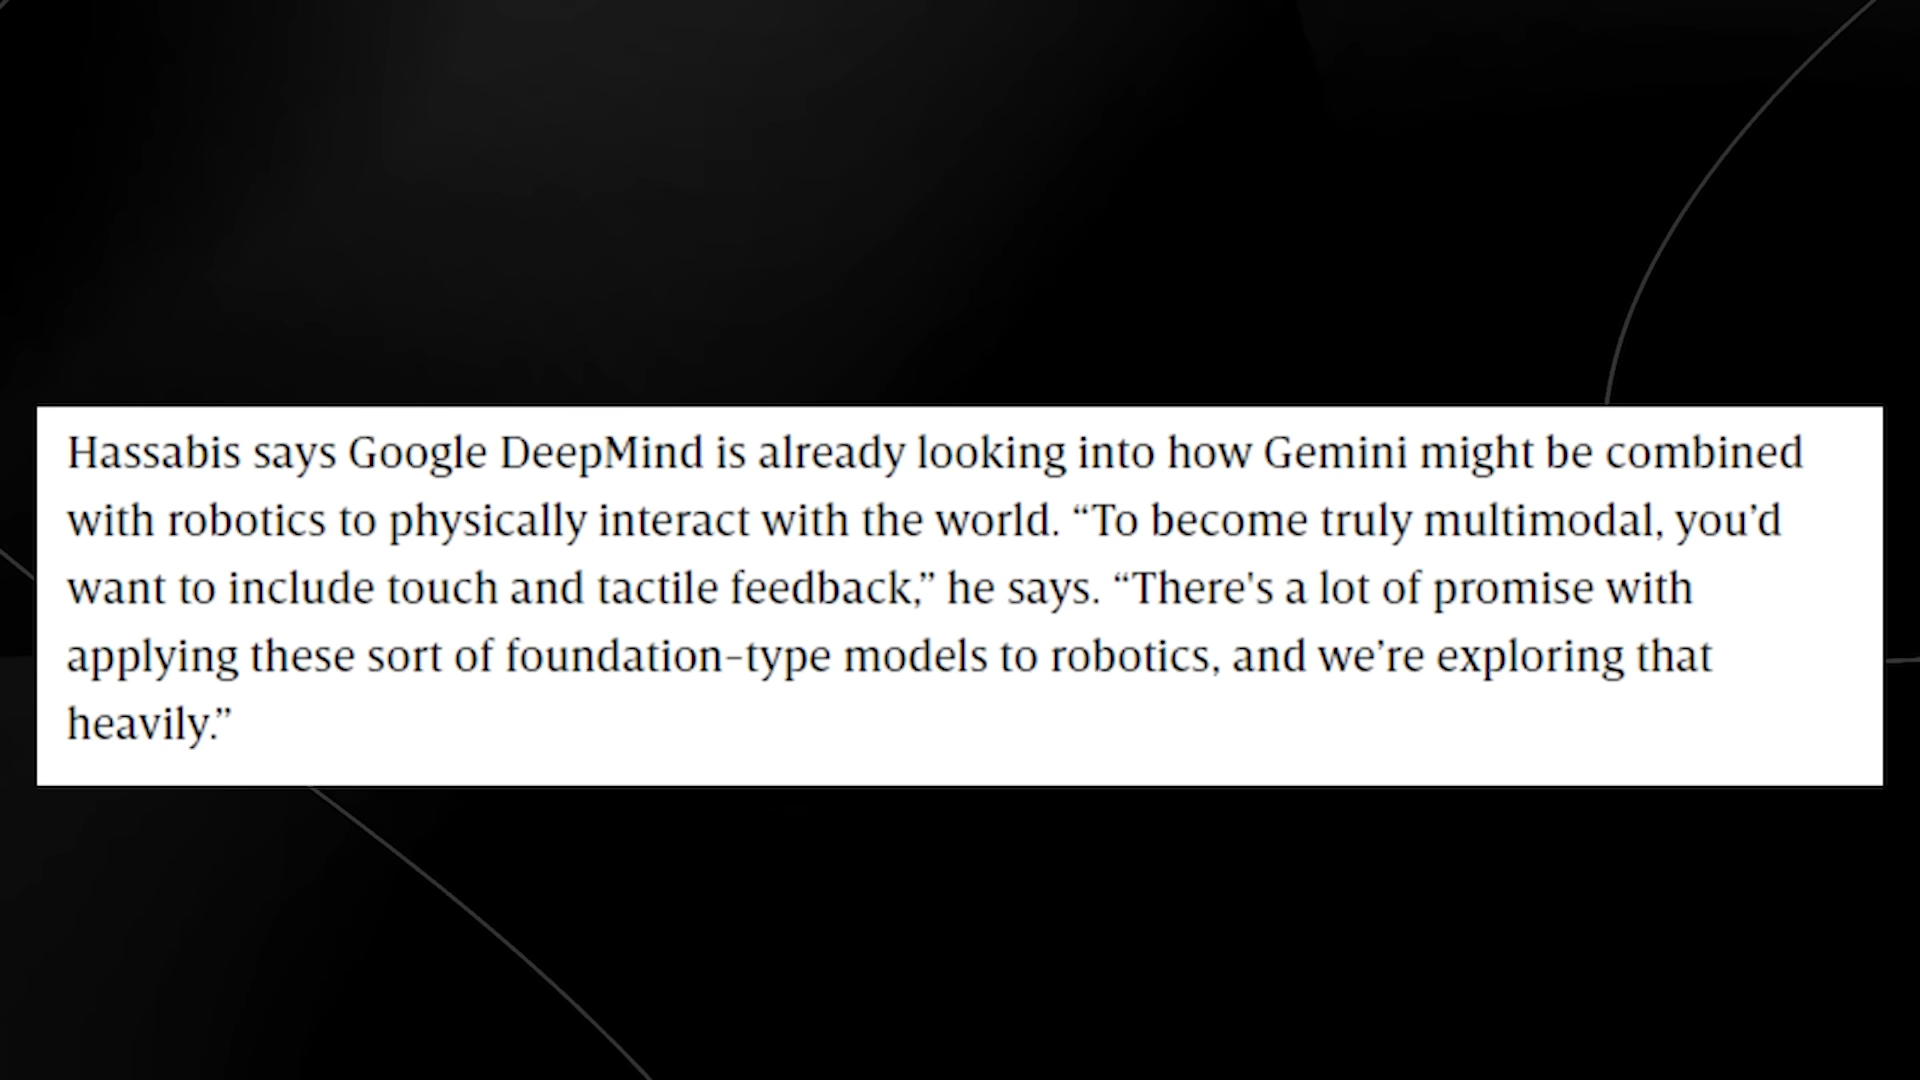 Hassabis says Google DeepMind is already looking into how Gemini might be combined
with robotics to physically interact with the world. “To become truly multimodal, you’d
want to include touch and tactile feedback,” he says. “There's a lot of promise with
applying these sort of foundation-type models to robotics, and we’re exploring that
heavily.”